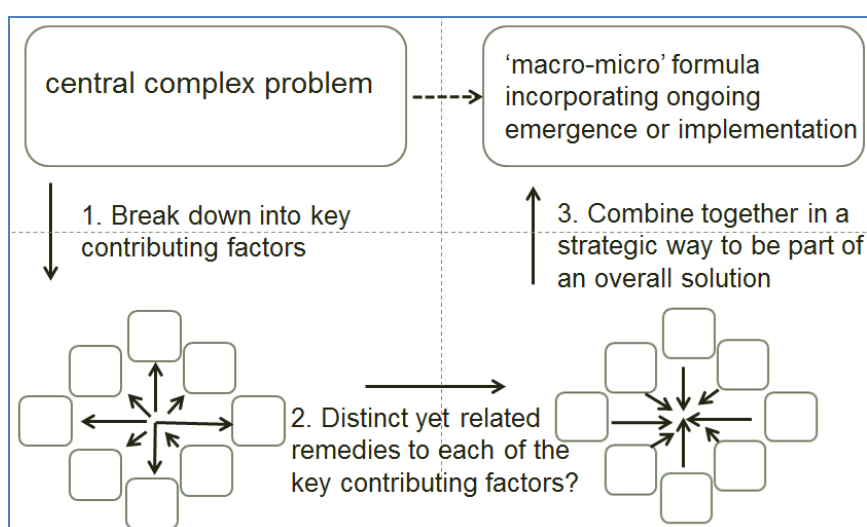 central complex problem
‘macro-micro’ formula
incorporating ongoing
emergence or implementation
1. Break down into key
contributing factors
2. Distinct yet related
remedies to each of the
key contributing factors?
3. Combine together in a
strategic way to be part of
an overall solution